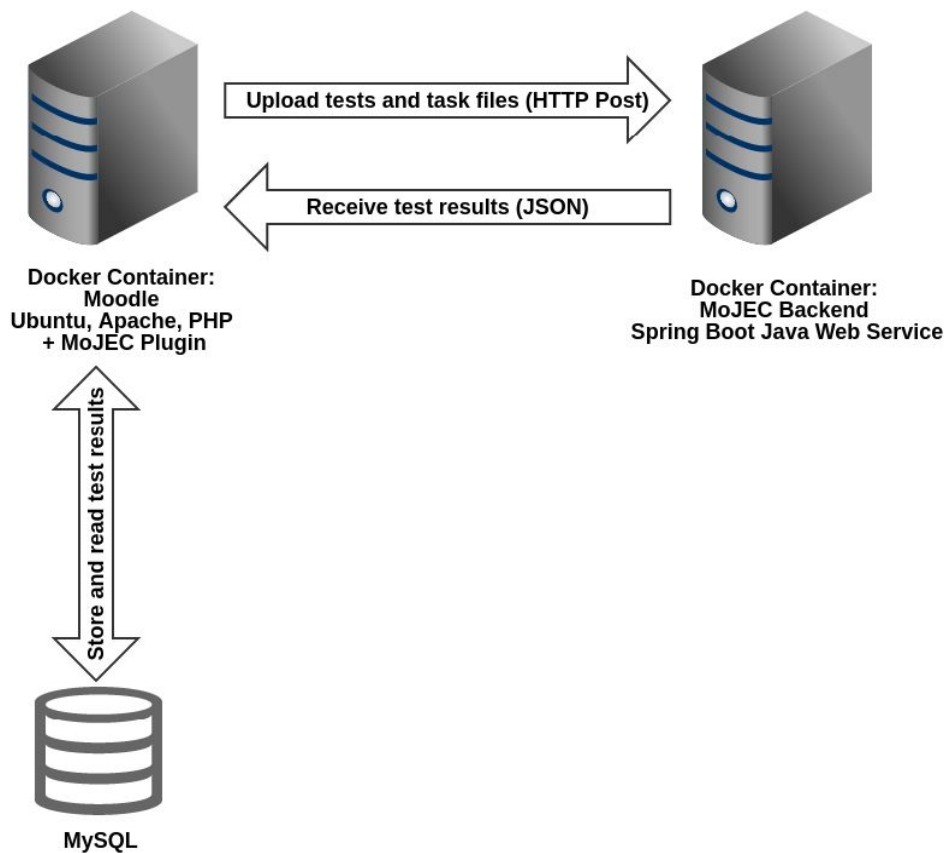 Upload tests and task files (HTTP Post)
Receive test results (JSON)
Docker Container:
Moodle
Ubuntu, Apache, PHP
+ MoJEC Plugin
Docker Container:
MoJEC Backend
Spring Boot Java Web Service
Store and read test results
MySQL